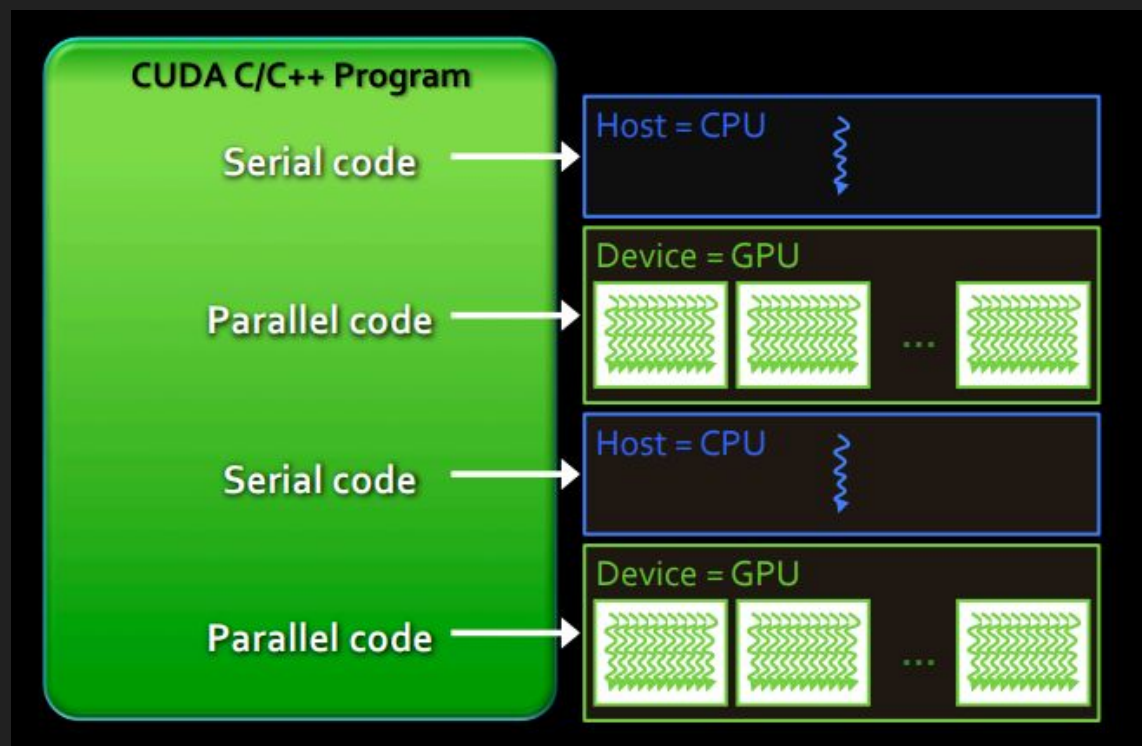 CUDA C/C++ Program
Serial code
Host = CPU
Parallel code
Device = GPU
...
Serial code
Host = CPU
Parallel code
Device = GPU
...